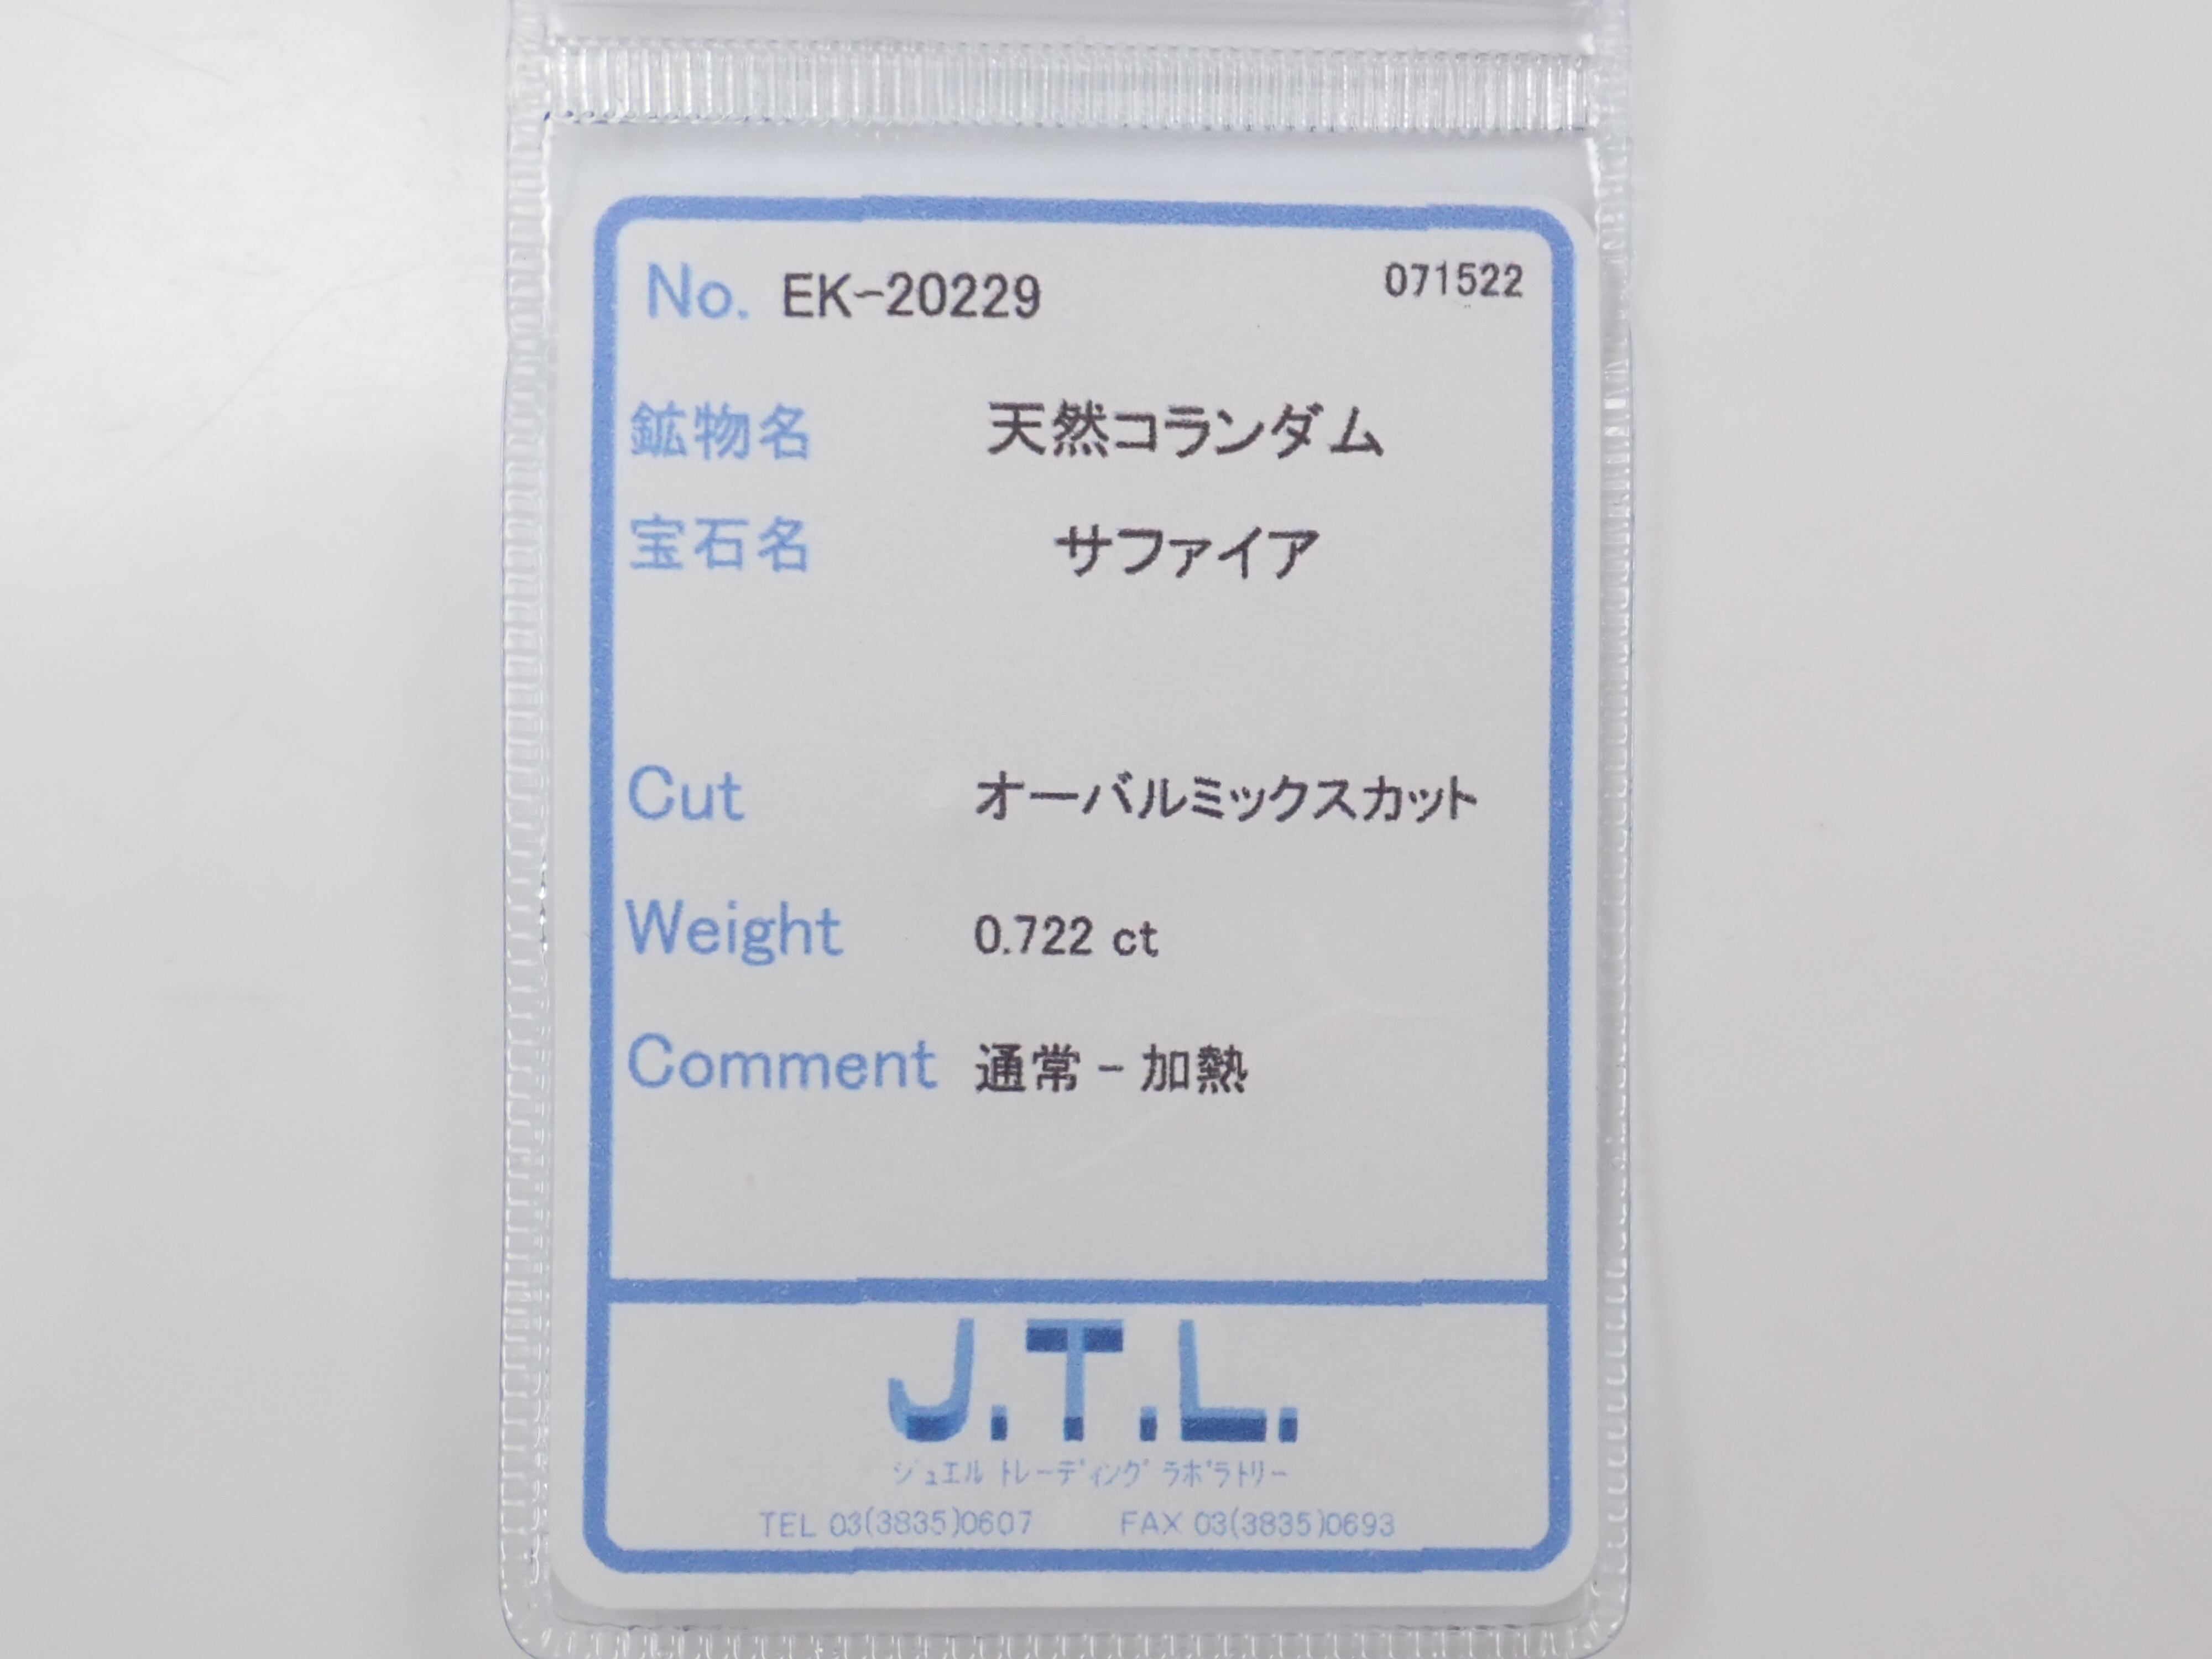 No. EK-20229 071522
鉱物名 天然コランダム
宝石名 サファイア
Cut オーバルミックスカット
Weight 0.722 ct
Comment 通常-加熱
J.T.L.
ジュエル トレーディング ラボラトリー
TEL 03(3835)0607 FAX 03(3835)0693